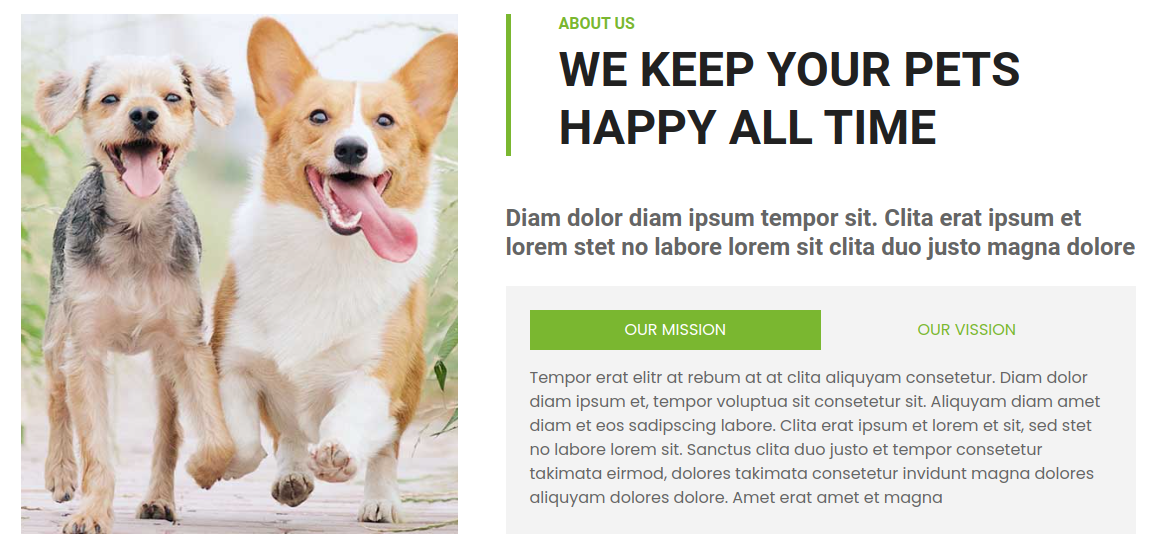 ABOUT US
WE KEEP YOUR PETS
HAPPY ALL TIME
Diam dolor diam ipsum tempor sit. Clita erat ipsum et
lorem stet no labore lorem sit clita duo justo magna dolore
OUR MISSION
OUR VISSION
Tempor erat elitr at rebum at at clita aliquyam consetetur. Diam dolor
diam ipsum et, tempor voluptua sit consetetur sit. Aliquyam diam amet
diam et eos sadipscing labore. Clita erat ipsum et lorem et sit, sed stet
no labore lorem sit. Sanctus clita duo justo et tempor consetetur
takimata eirmod, dolores takimata consetetur invidunt magna dolores
aliquyam dolores dolore. Amet erat amet et magna